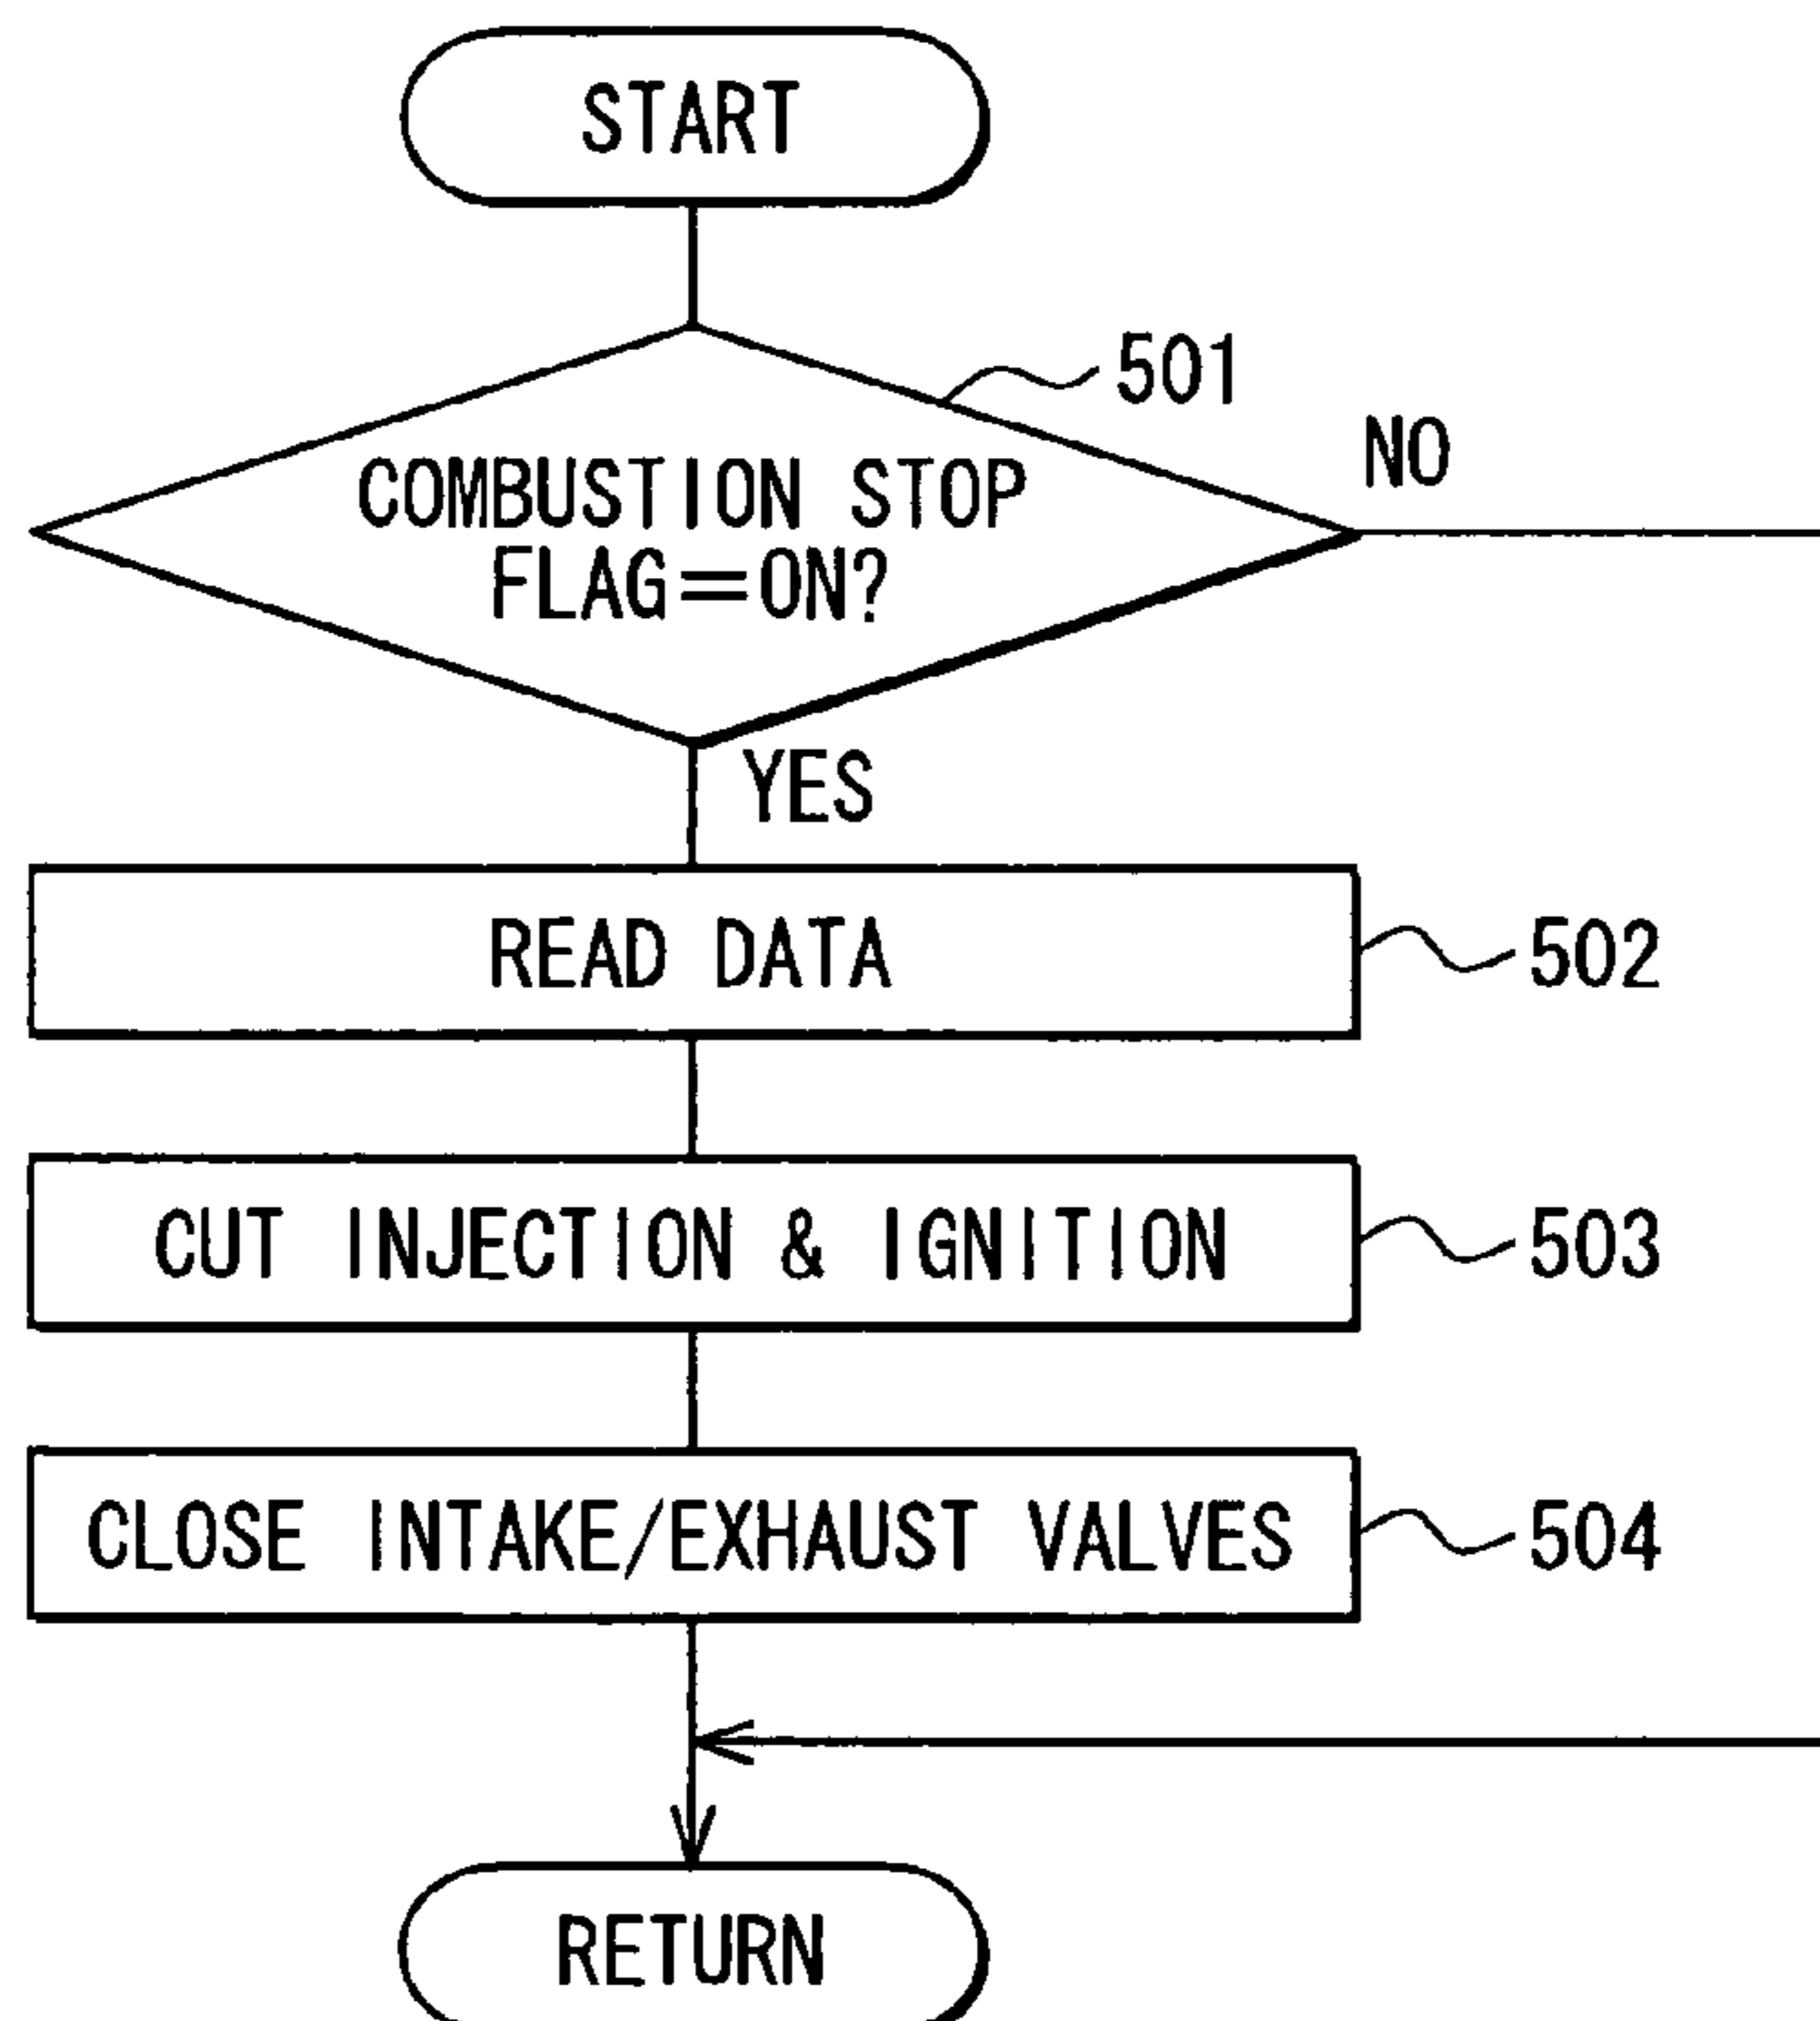 START
501
NO
COMBUSTION STOP
FLAG=ON?
YES
READ DATA
502
CUT INJECTION & IGNITION
503
CLOSE INTAKE/EXHAUST VALVES
504
RETURN